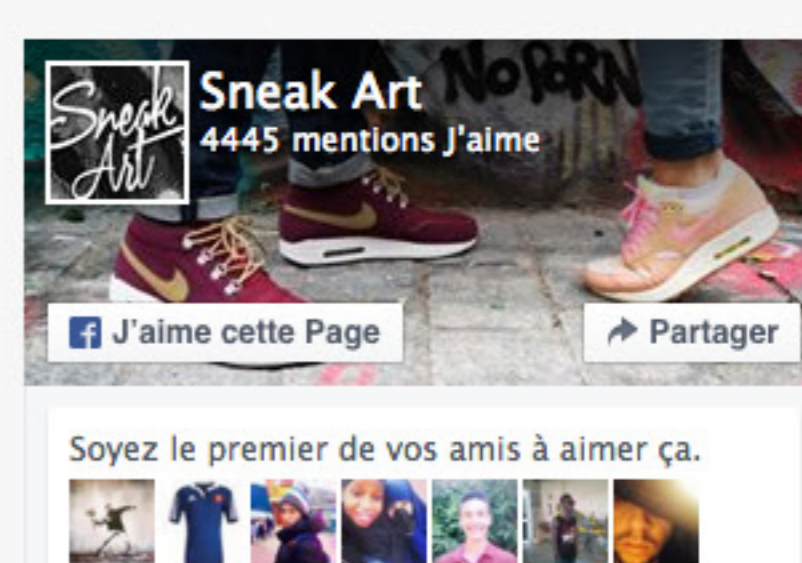 Sneak Art
Sneak
Art
4445 mentions J'aime
NO PORN
J'aime cette Page
Partager
Soyez le premier de vos amis à aimer ça.